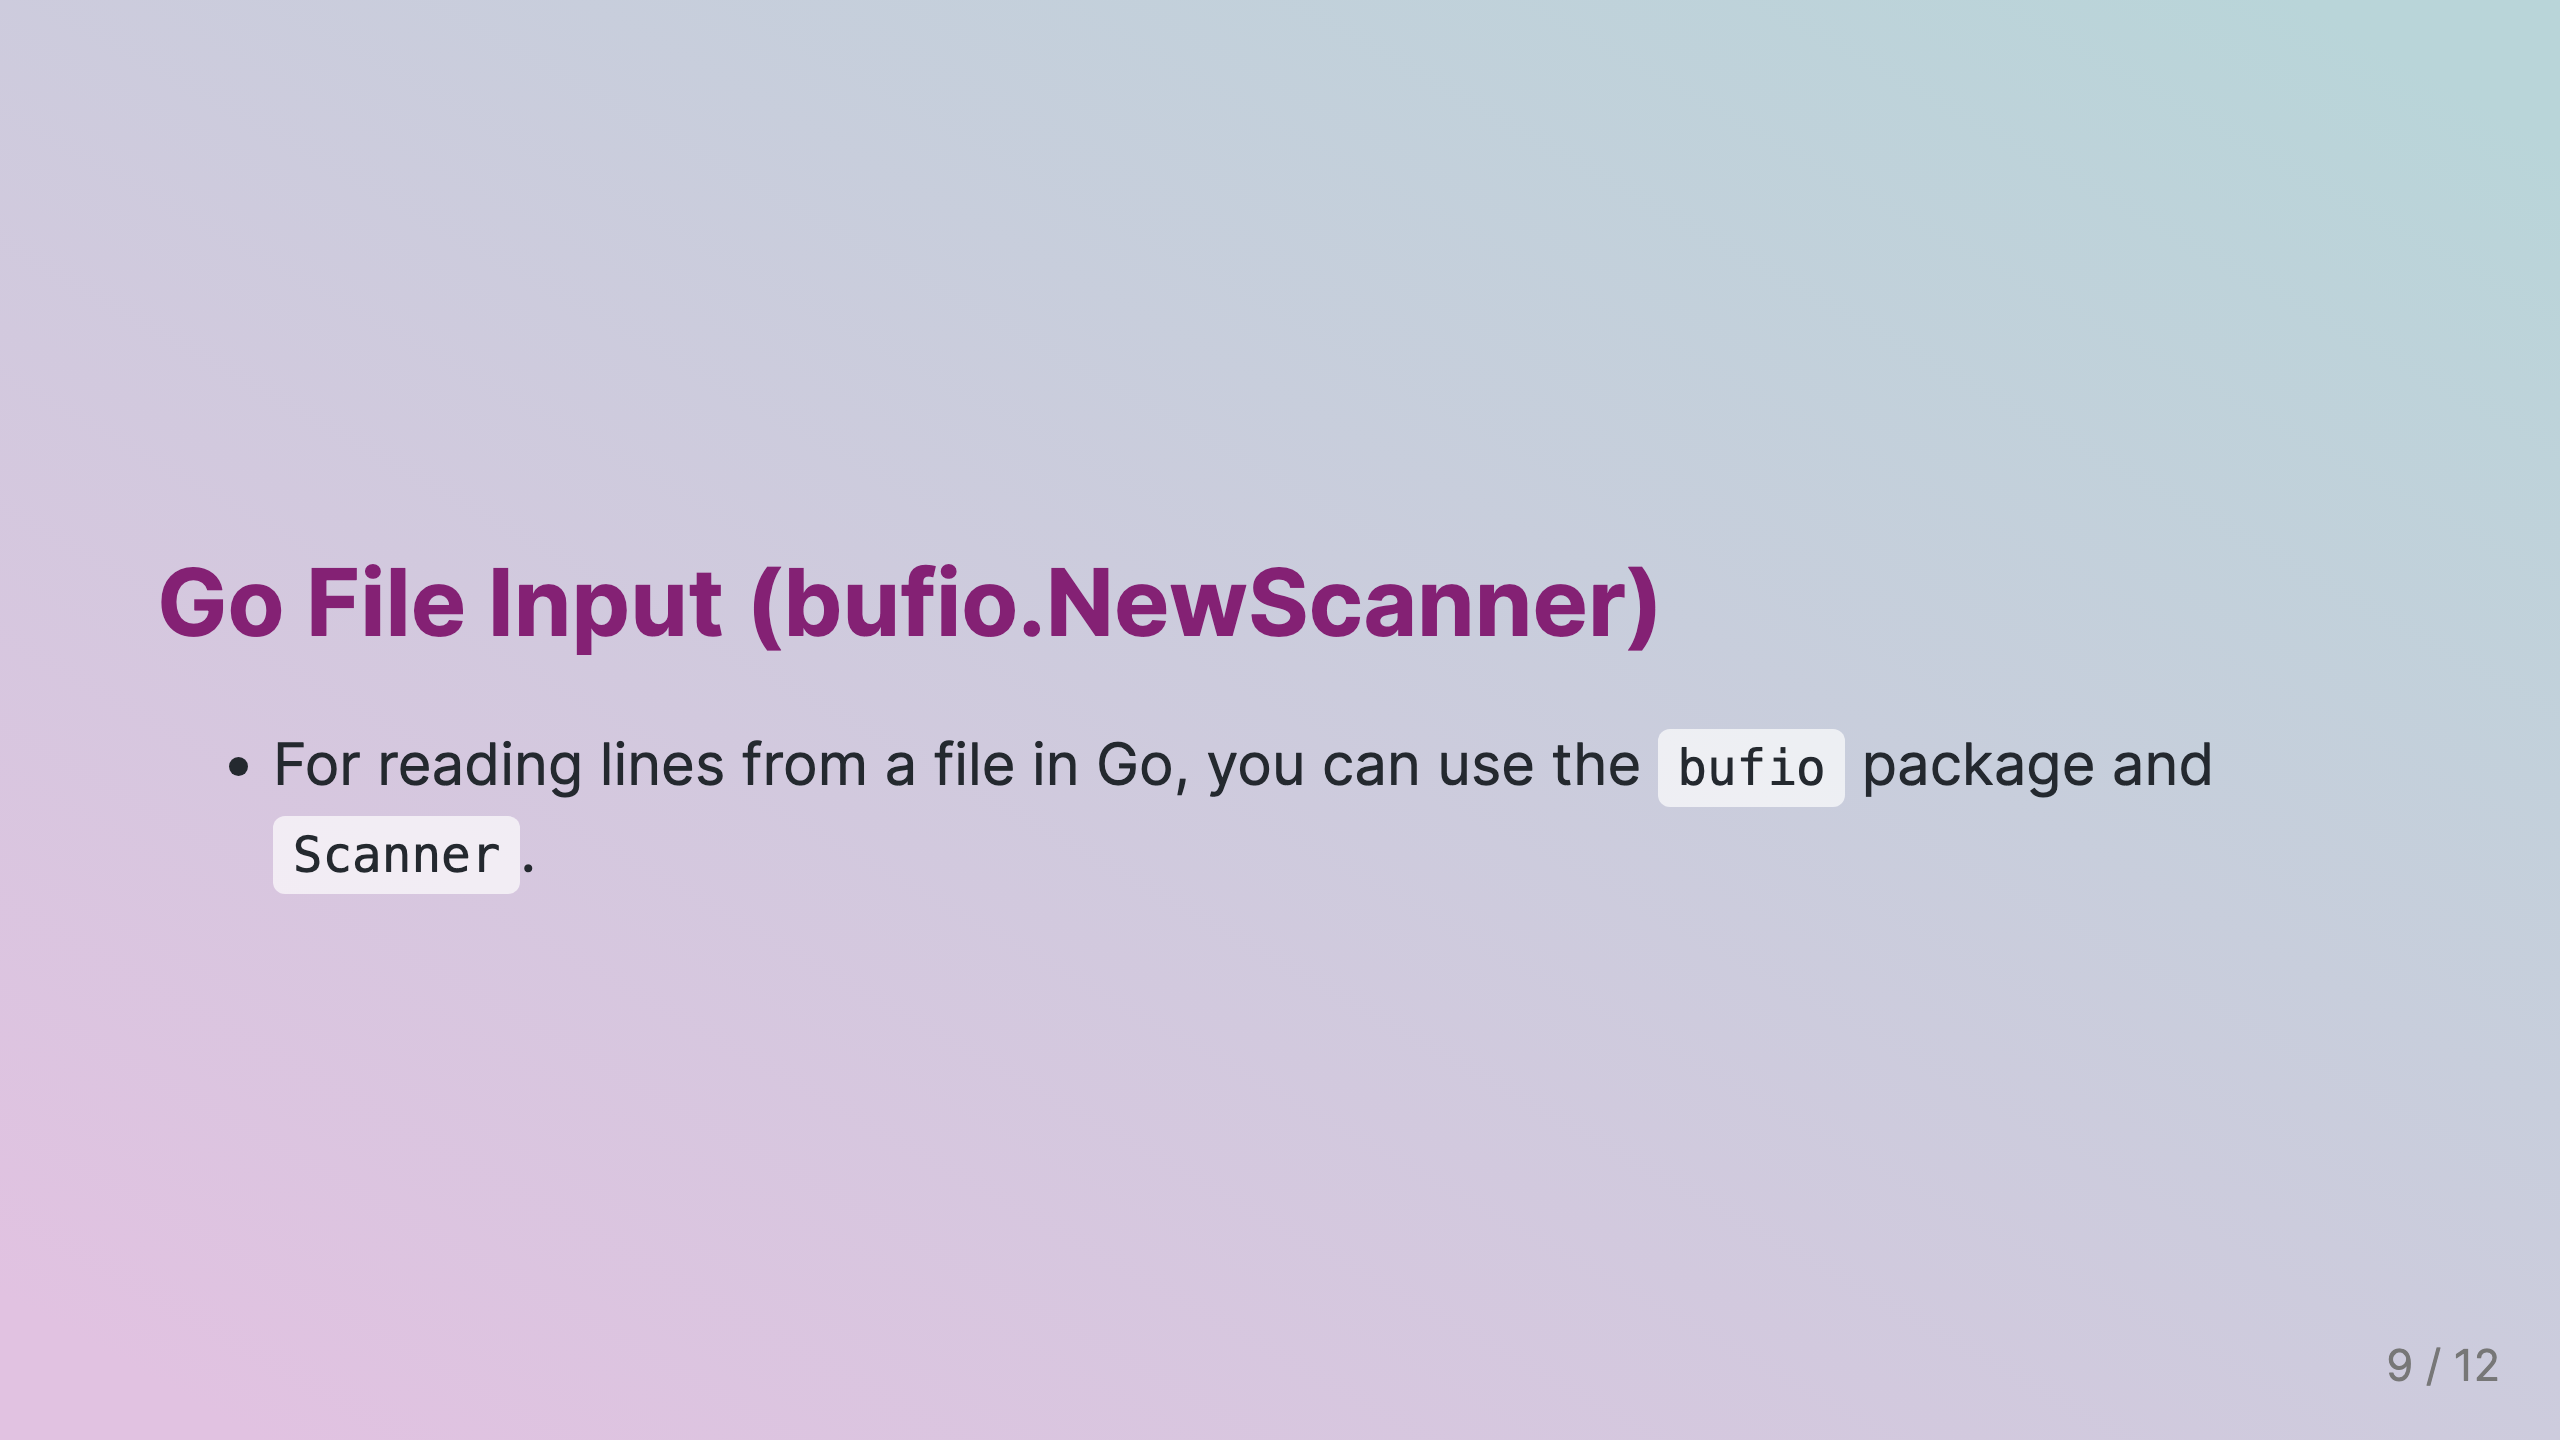 Go File Input (bufio.NewScanner)
• For reading lines from a file in Go, you can use the bufio package and
Scanner.
9 / 12